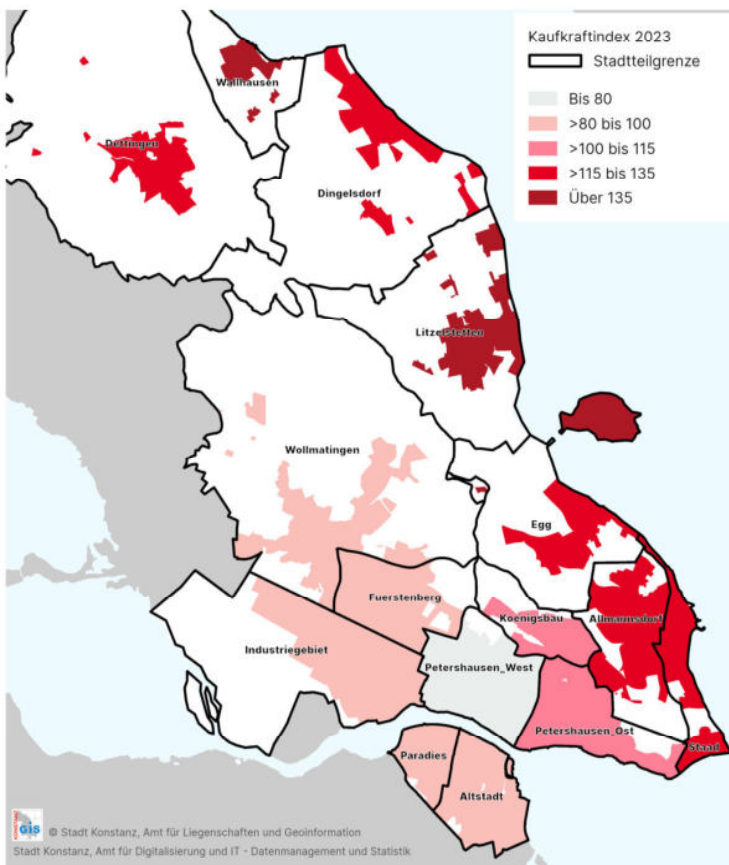 Kaufkraftindex 2023
Stadtteilgrenze
Bis 80
>80 bis 100
>100 bis 115
>115 bis 135
Über 135
Wallhausen
Dettingen
Dingelsdorf
Litzelstetten
Wollmatingen
Egg
Fuerstenberg
Koenigsbau
Allmannsdorf
Industriegebiet
Petershausen_West
Petershausen_Ost
Staad
Paradies
Altstadt
KONSTANZ
GIS
© Stadt Konstanz, Amt für Liegenschaften und Geoinformation
Stadt Konstanz, Amt für Digitalisierung und IT - Datenmanagement und Statistik